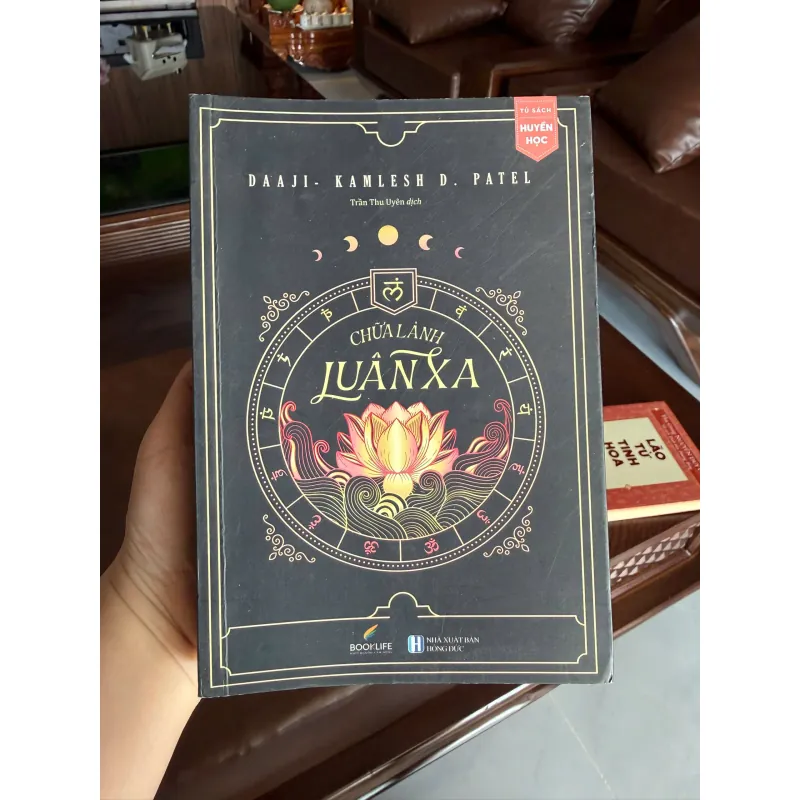 TỦ SÁCH
HUYỀN
HỌC
DAAJI- KAMLESH D. PATEL
Trần Thu Uyên dịch
लं
CHỮA LÀNH
LUÂN XA
ॐ
BOOKLIFE
NHÀ XUẤT BẢN
HỒNG ĐỨC
LÃO
TỬ
TINH
HOA